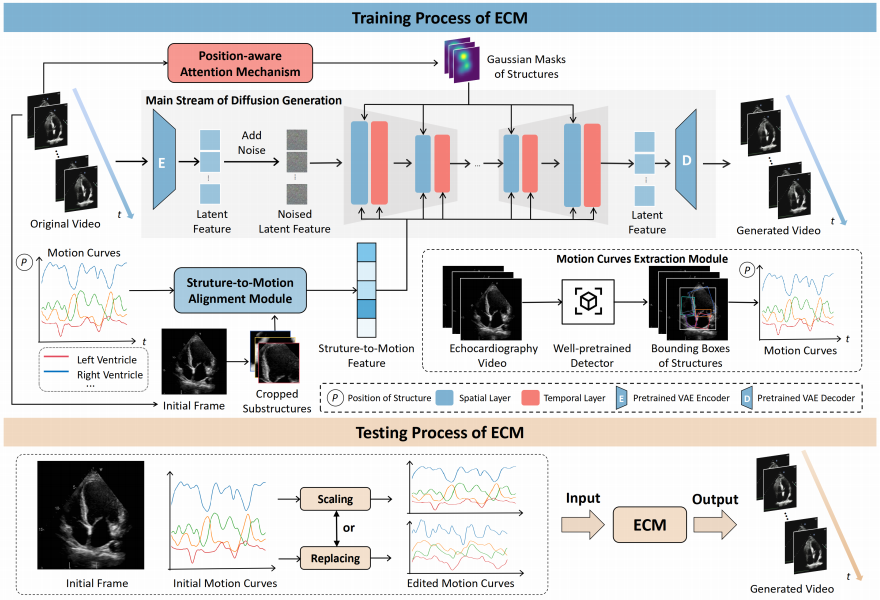 Training Process of ECM
Position-aware
Attention Mechanism
Gaussian Masks
of Structures
Main Stream of Diffusion Generation
E
Add
Noise
...
D
Original Video
t
Latent
Feature
Noised
Latent Feature
Latent
Feature
Generated Video
t
P
Motion Curves
t
Left Ventricle
Right Ventricle
...
Struture-to-Motion
Alignment Module
Initial Frame
Cropped
Substructures
Struture-to-Motion
Feature
Motion Curves Extraction Module
Echocardiography
Video
Well-pretrained
Detector
Bounding Boxes
of Structures
P
t
Motion Curves
P Position of Structure
Spatial Layer
Temporal Layer
E Pretrained VAE Encoder
D Pretrained VAE Decoder
Testing Process of ECM
Initial Frame
Initial Motion Curves
Scaling
or
Replacing
Edited Motion Curves
Input
ECM
Output
t
Generated Video